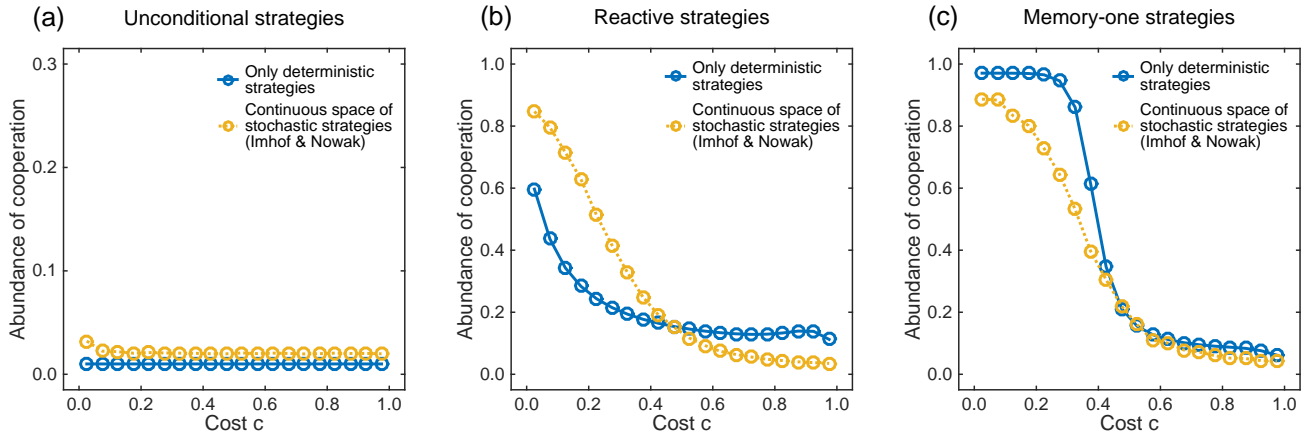 (a)
Unconditional strategies
Abundance of cooperation
0.3
0.2
0.1
0.0
Only deterministic
strategies
Continuous space of
stochastic strategies
(Imhof & Nowak)
0.0 0.2 0.4 0.6 0.8 1.0
Cost c
(b)
Reactive strategies
Abundance of cooperation
1.0
0.8
0.6
0.4
0.2
0.0
Only deterministic
strategies
Continuous space of
stochastic strategies
(Imhof & Nowak)
0.0 0.2 0.4 0.6 0.8 1.0
Cost c
(c)
Memory-one strategies
Abundance of cooperation
1.0
0.8
0.6
0.4
0.2
0.0
Only deterministic
strategies
Continuous space of
stochastic strategies
(Imhof & Nowak)
0.0 0.2 0.4 0.6 0.8 1.0
Cost c